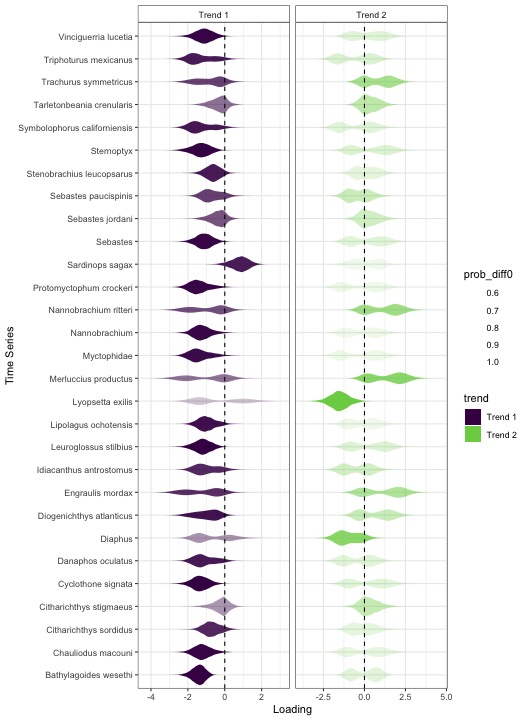 Trend 1
Trend 2
Vinciguerria lucetia
Triphoturus mexicanus
Trachurus symmetricus
Tarletonbeania crenularis
Symbolophorus californiensis
Sternoptyx
Stenobrachius leucopsarus
Sebastes paucispinis
Sebastes jordani
Sebastes
Sardinops sagax
Protomyctophum crockeri
Nannobrachium ritteri
Nannobrachium
Myctophidae
Merluccius productus
Lyopsetta exilis
Lipolagus ochotensis
Leuroglossus stilbius
Idiacanthus antrostomus
Engraulis mordax
Diogenichthys atlanticus
Diaphus
Danaphos oculatus
Cyclothone signata
Citharichthys stigmaeus
Citharichthys sordidus
Chauliodus macouni
Bathylagoides wesethi
Time Series
-4 -2 0 2
-2.5 0.0 2.5 5.0
Loading
prob_diff0
0.6
0.7
0.8
0.9
1.0
trend
Trend 1
Trend 2